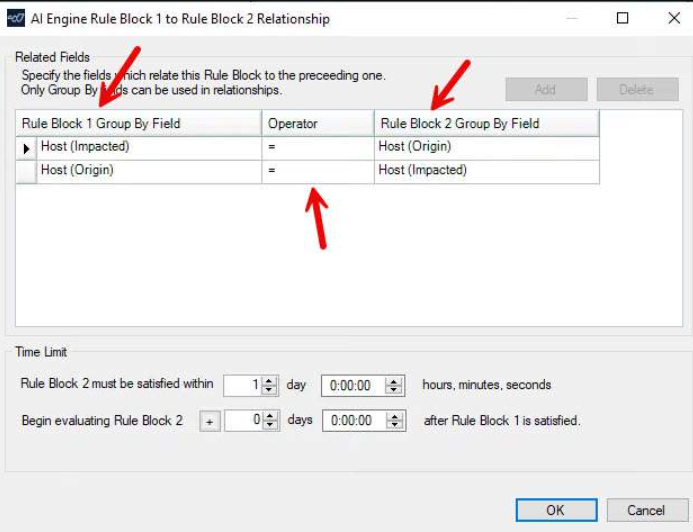 AI Engine Rule Block 1 to Rule Block 2 Relationship
Related Fields
Specify the fields which relate this Rule Block to the preceeding one.
Only Group By fields can be used in relationships.
Add
Delete
Rule Block 1 Group By Field Operator Rule Block 2 Group By Field
Host (Impacted) = Host (Origin)
Host (Origin) = Host (Impacted)
Time Limit
Rule Block 2 must be satisfied within 1 day 0:00:00 hours, minutes, seconds
Begin evaluating Rule Block 2 + 0 days 0:00:00 after Rule Block 1 is satisfied.
OK
Cancel